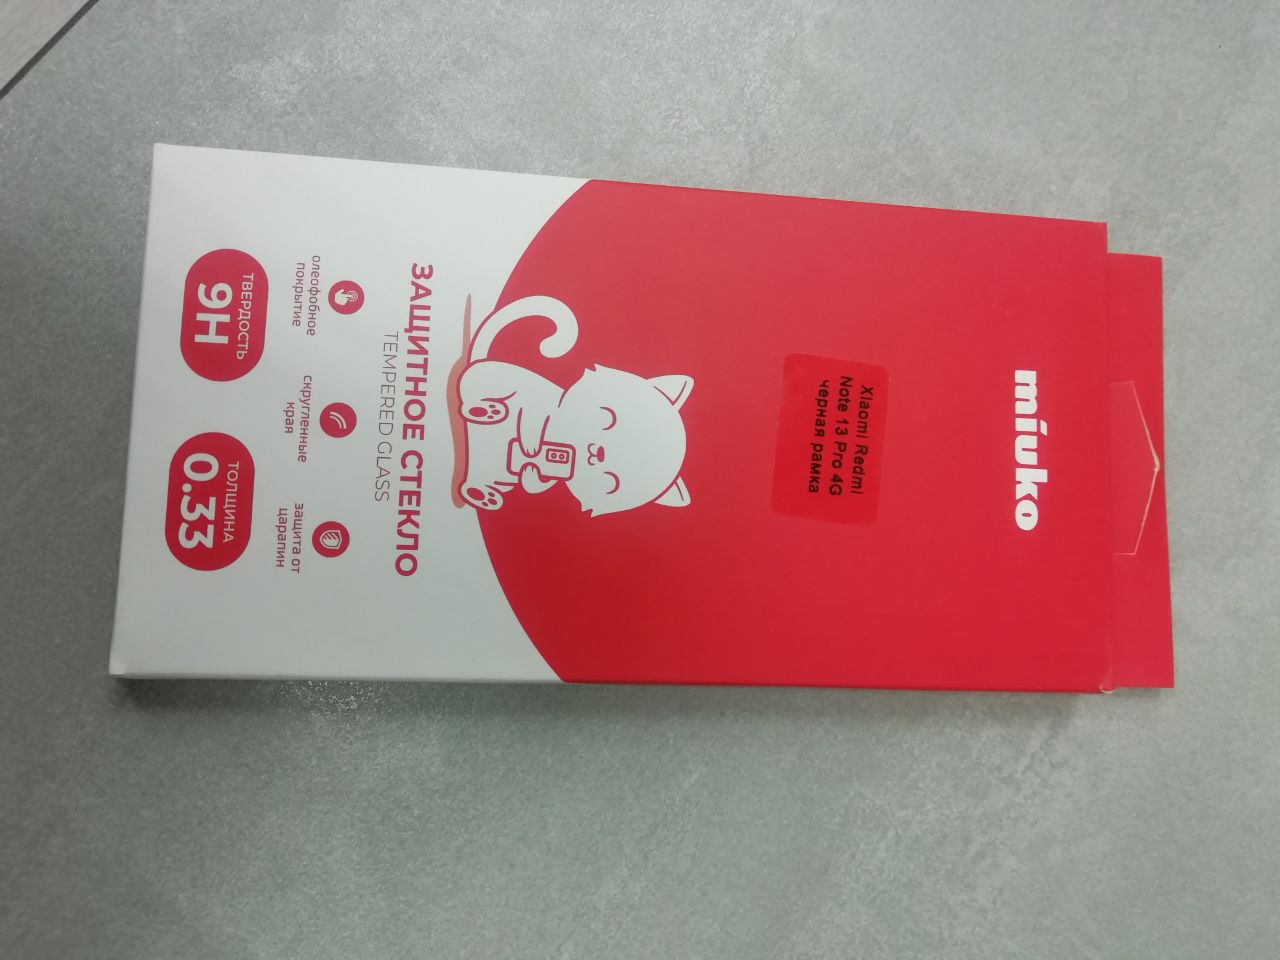 miuko
Xiaomi Redmi
Note 13 Pro 4G
черная рамка
ЗАЩИТНОЕ СТЕКЛО
TEMPERED GLASS
олеофобное
покрытие
скругленные
края
защита от
царапин
ТВЕРДОСТЬ
9H
ТОЛЩИНА
0.33